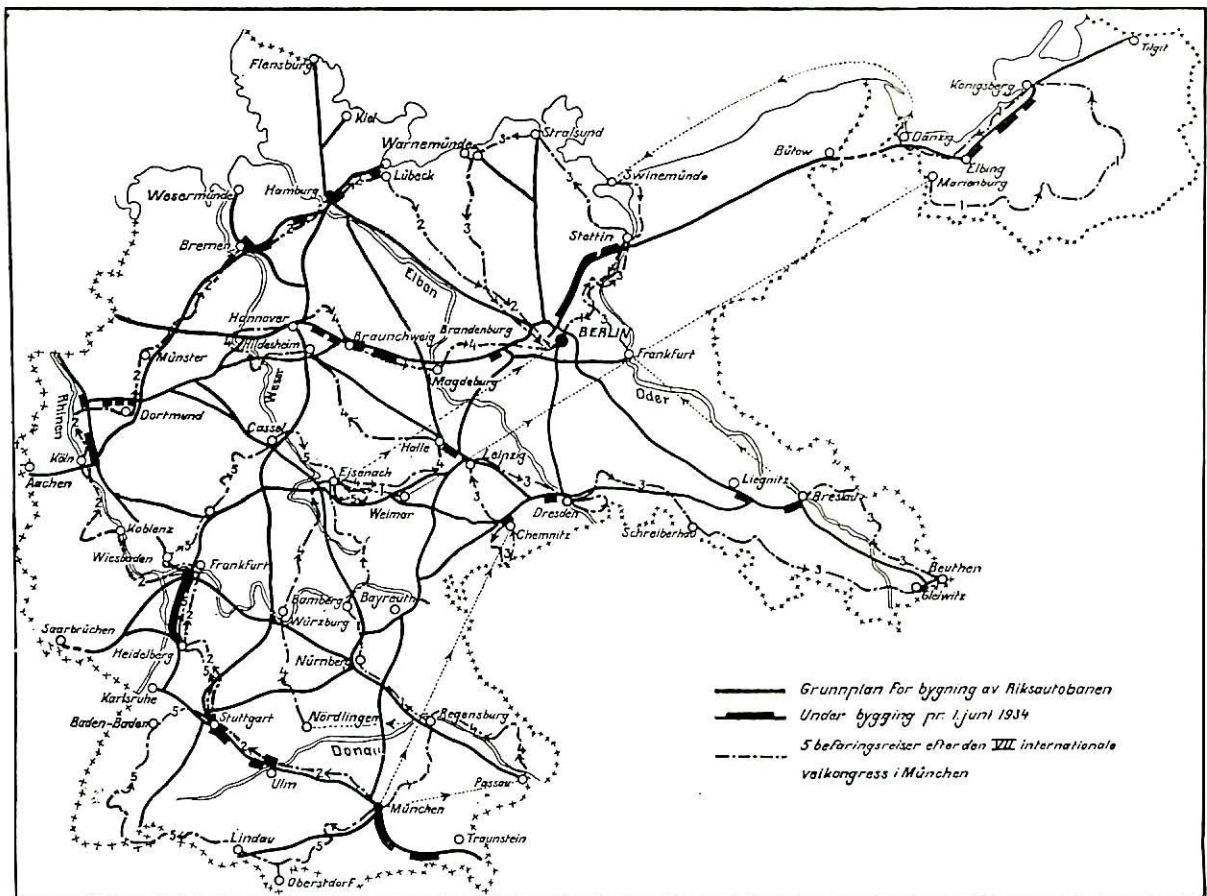 Flensburg
Kiel
Tilsit
Königsberg
Danzig
Elbing
Marienburg
Bütow
Stralsund
Warnemünde
Lübeck
Swinemünde
Hamburg
Wesermünde
Bremen
Stettin
Elben
Hannover
Hildesheim
Braunchweig
Brandenburg
BERLIN
Frankfurt
Münster
Magdeburg
Weser
Oder
Rhinen
Dortmund
Cassel
Halle
Leipzig
Köln
Aachen
Eisenach
Weimar
Liegnitz
Breslau
Dresden
Chemnitz
Schreiberhau
Koblenz
Wiesbaden
Frankfurt
Beuthen
Gleiwitz
Bamberg
Bayreuth
Würzburg
Saarbrüchen
Heidelberg
Nürnberg
Karlsruhe
Baden-Baden
Stuttgart
Nördlingen
Regensburg
Donau
Ulm
Passau
München
Lindau
Traunstein
Oberstdorf
Grunnplan for bygning av Riksautobanen
Under bygging pr. 1. juni 1934
5 befaringsreiser efter den VII internationale
veikongress i München